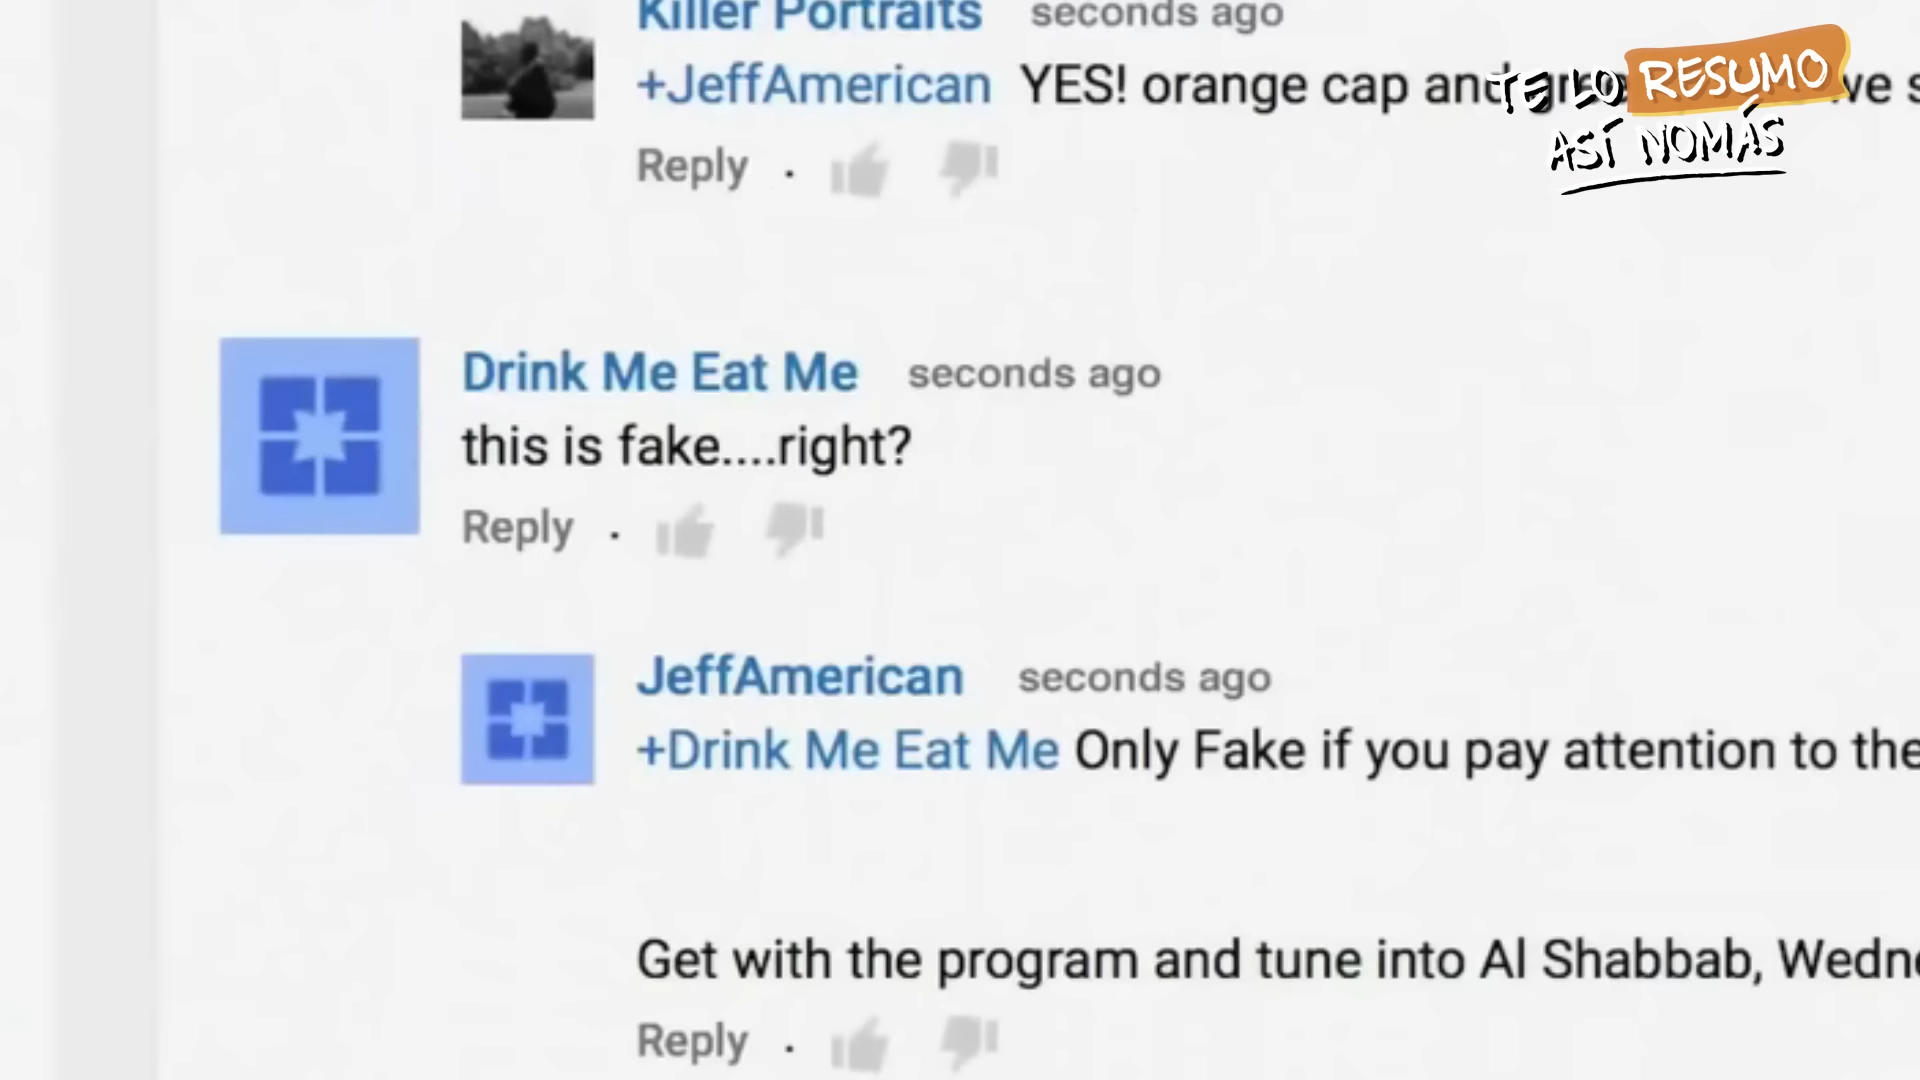 Killer Portraits seconds ago
+JeffAmerican YES! orange cap and
TE LO RESUMO
ASÍ NOMÁS
Reply .
Drink Me Eat Me seconds ago
this is fake....right?
Reply .
JeffAmerican seconds ago
+Drink Me Eat Me Only Fake if you pay attention to the
Get with the program and tune into Al Shabbab,
Reply .